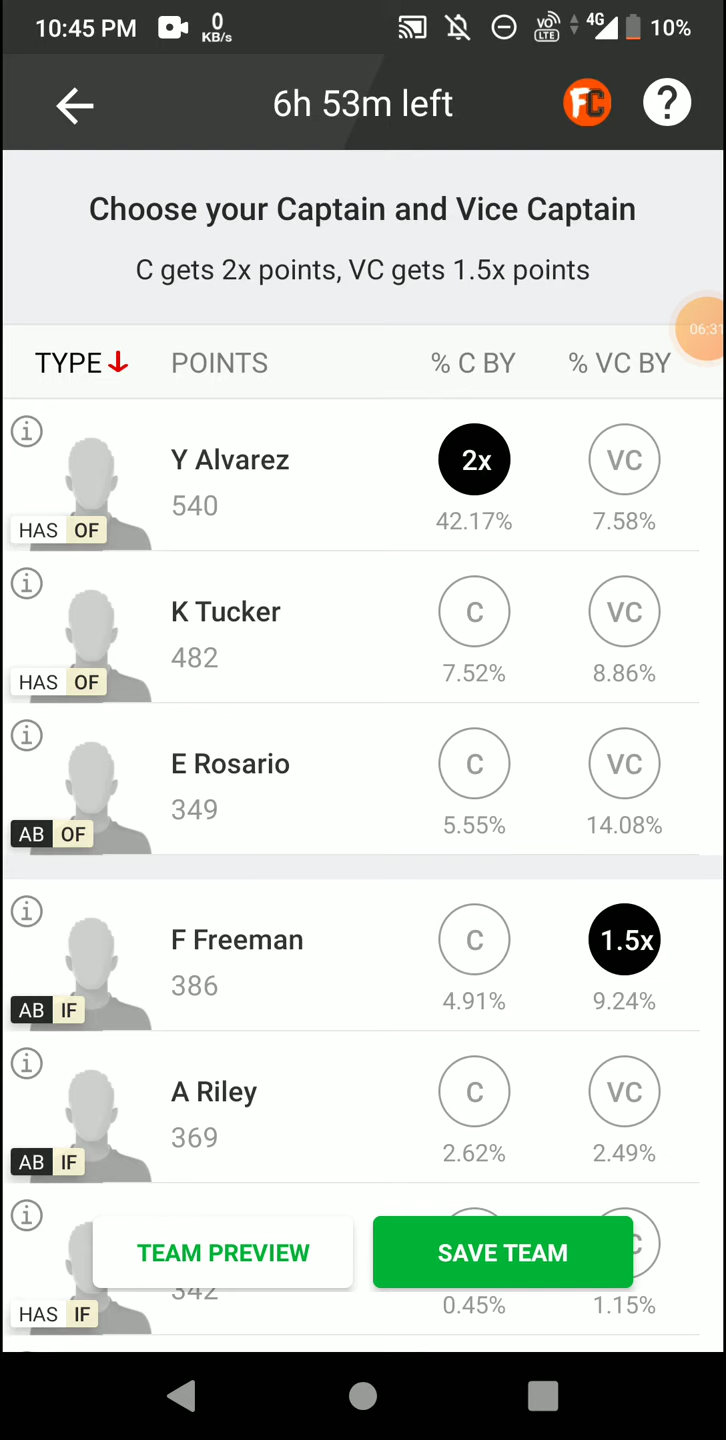 10:45 PM 0 KB/s VO LTE 4G 10%
6h 53m left FC ?
Choose your Captain and Vice Captain
C gets 2x points, VC gets 1.5x points
06:31
TYPE POINTS % C BY % VC BY
Y Alvarez 2x VC
540 42.17% 7.58%
HAS OF
K Tucker C VC
482 7.52% 8.86%
HAS OF
E Rosario C VC
349 5.55% 14.08%
AB OF
F Freeman C 1.5x
386 4.91% 9.24%
AB IF
A Riley C VC
369 2.62% 2.49%
AB IF
TEAM PREVIEW SAVE TEAM
342 0.45% 1.15%
HAS IF